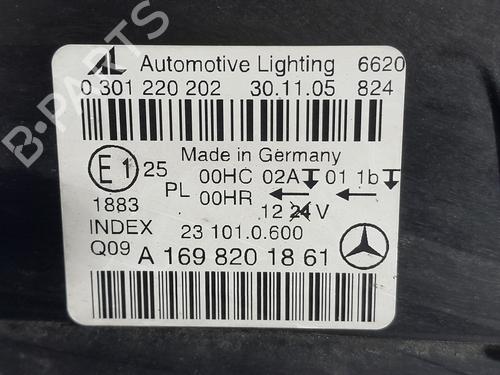 AL Automotive Lighting 6620
0 301 220 202 30.11.05 824
Made in Germany
E1 25 00HC 02A 01 1b
PL 00HR
1883 12 24 V
INDEX 23 101.0.600
Q09 A 169 820 18 61
B-PARTS